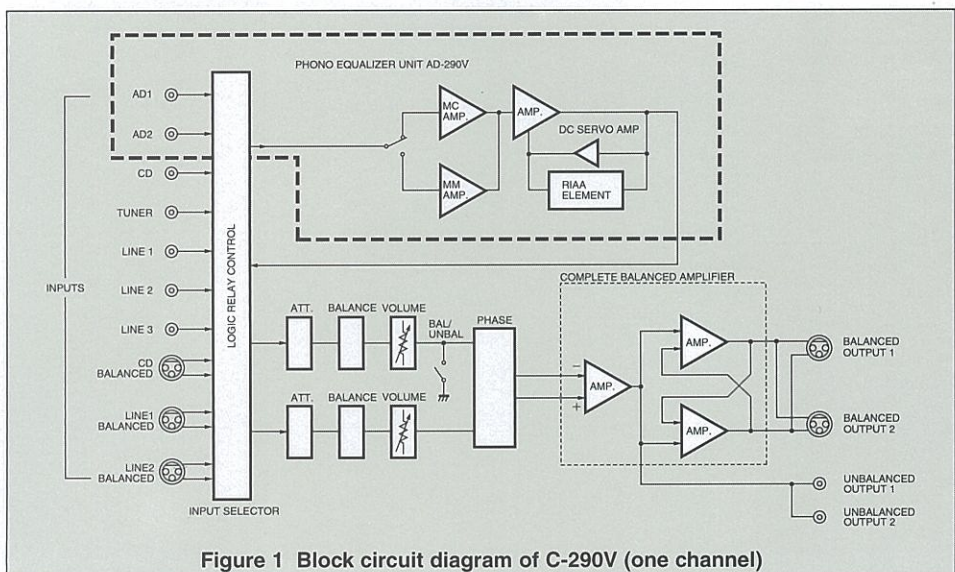 PHONO EQUALIZER UNIT AD-290V
AD1
AD2
CD
TUNER
LINE 1
INPUTS
LINE 2
LINE 3
CD
BALANCED
LINE1
BALANCED
LINE2
BALANCED
LOGIC RELAY CONTROL
INPUT SELECTOR
MC
AMP.
MM
AMP.
AMP.
DC SERVO AMP
RIAA
ELEMENT
ATT.
BALANCE
VOLUME
BAL/
UNBAL
PHASE
ATT.
BALANCE
VOLUME
COMPLETE BALANCED AMPLIFIER
−
AMP.
+
AMP.
AMP.
BALANCED
OUTPUT 1
BALANCED
OUTPUT 2
UNBALANCED
OUTPUT 1
UNBALANCED
OUTPUT 2
Figure 1 Block circuit diagram of C-290V (one channel)